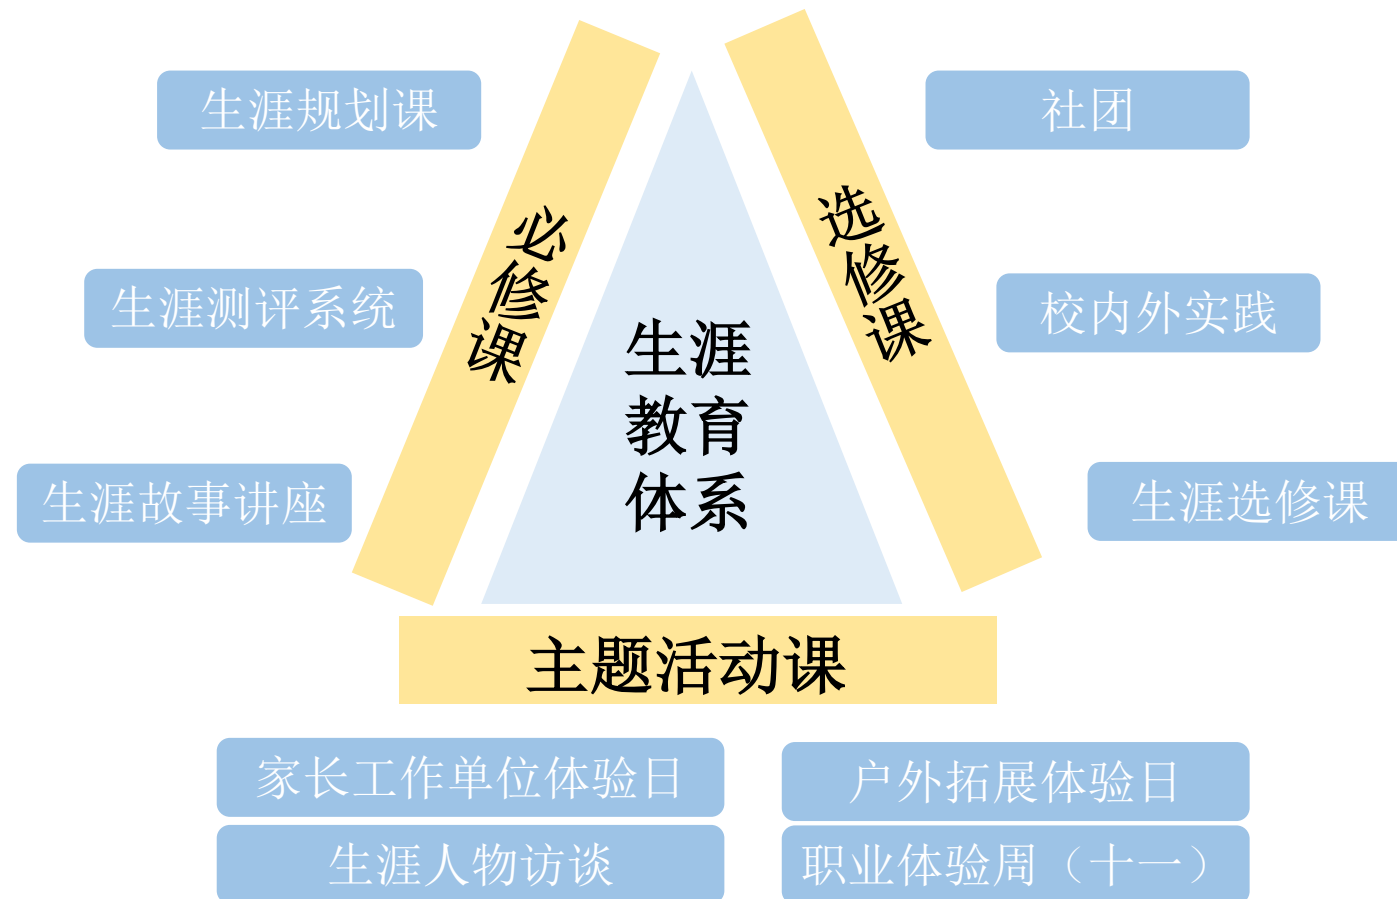 生涯规划课
社团
必修课
选修课
生涯测评系统
校内外实践
生涯
教育
体系
生涯故事讲座
生涯选修课
主题活动课
家长工作单位体验日
户外拓展体验日
生涯人物访谈
职业体验周（十一）